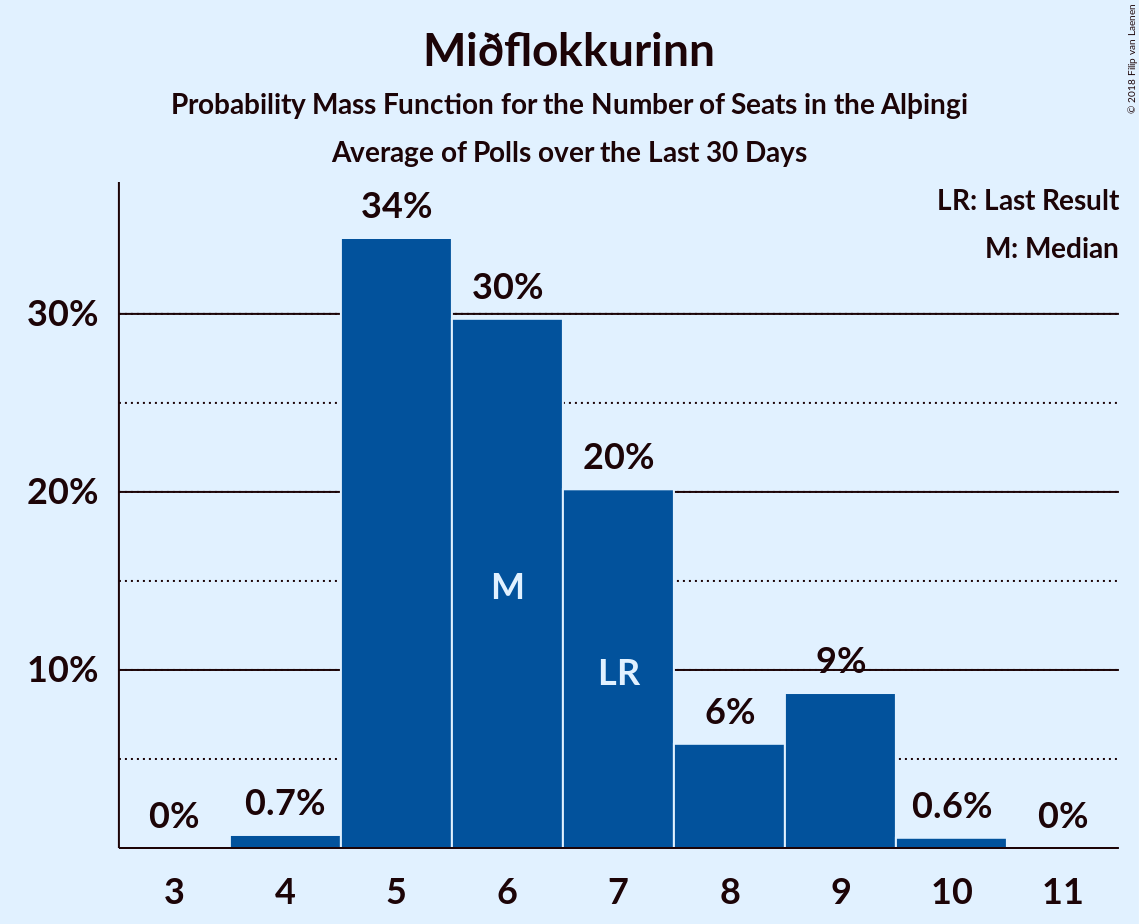 Miðflokkurinn
Probability Mass Function for the Number of Seats in the Alþingi
Average of Polls over the Last 30 Days
© 2018 Filip van Laenen
LR: Last Result
M: Median
34%
30%
30%
20%
20%
M
LR
10%
9%
6%
0%
0.7%
0.6%
0%
3 4 5 6 7 8 9 10 11